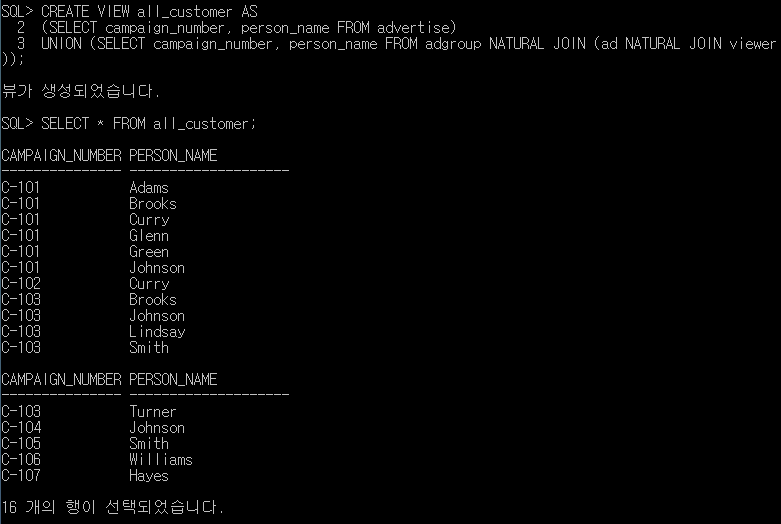 SQL> CREATE VIEW all_customer AS
  2  (SELECT campaign_number, person_name FROM advertise)
  3  UNION (SELECT campaign_number, person_name FROM adgroup NATURAL JOIN (ad NATURAL JOIN viewer
));
뷰가 생성되었습니다.
SQL> SELECT * FROM all_customer;
CAMPAIGN_NUMBER PERSON_NAME
--------------- --------------------
C-101           Adams
C-101           Brooks
C-101           Curry
C-101           Glenn
C-101           Green
C-101           Johnson
C-102           Curry
C-103           Brooks
C-103           Johnson
C-103           Lindsay
C-103           Smith
CAMPAIGN_NUMBER PERSON_NAME
--------------- --------------------
C-103           Turner
C-104           Johnson
C-105           Smith
C-106           Williams
C-107           Hayes
16 개의 행이 선택되었습니다.